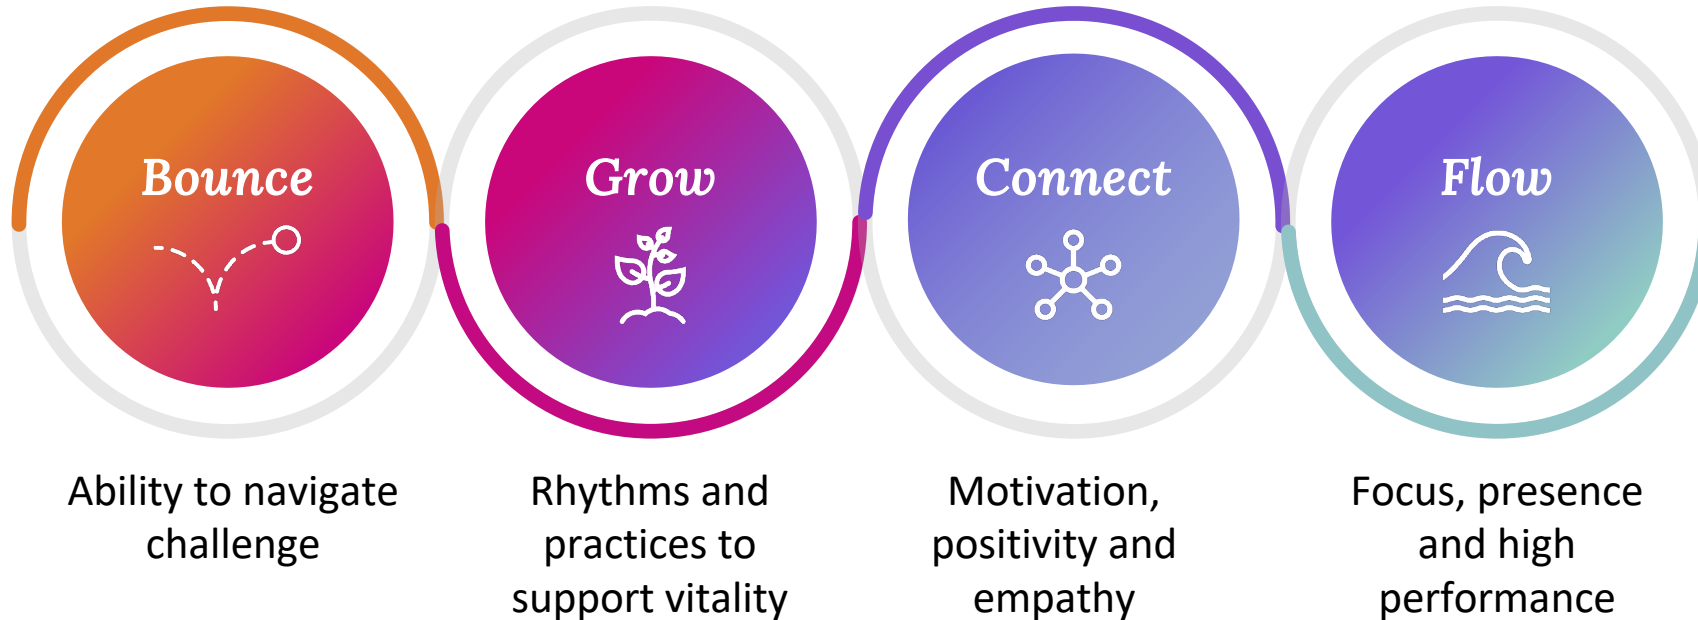 Bounce
Ability to navigate
challenge
Grow
Rhythms and
practices to
support vitality
Connect
Motivation,
positivity and
empathy
Flow
Focus, presence
and high
performance